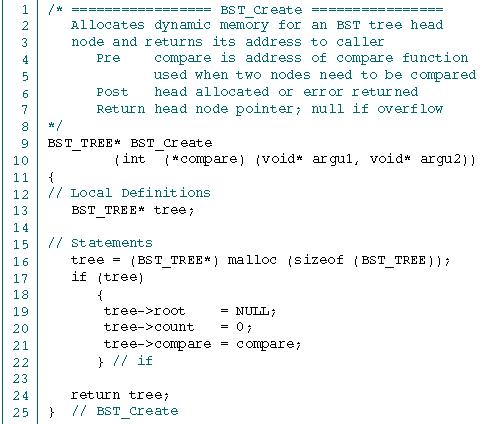 1 /* ================= BST_Create ================
2 Allocates dynamic memory for an BST tree head
3 node and returns its address to caller
4 Pre compare is address of compare function
5 used when two nodes need to be compared
6 Post head allocated or error returned
7 Return head node pointer; null if overflow
8 */
9 BST_TREE* BST_Create
10 (int (*compare) (void* argu1, void* argu2))
11 {
12 // Local Definitions
13 BST_TREE* tree;
14
15 // Statements
16 tree = (BST_TREE*) malloc (sizeof (BST_TREE));
17 if (tree)
18 {
19 tree->root = NULL;
20 tree->count = 0;
21 tree->compare = compare;
22 } // if
23
24 return tree;
25 } // BST_Create